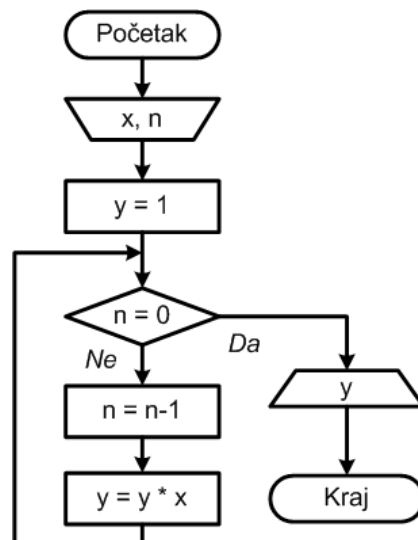 Početak
x, n
y = 1
n = 0
Ne
Da
n = n-1
y
y = y * x
Kraj